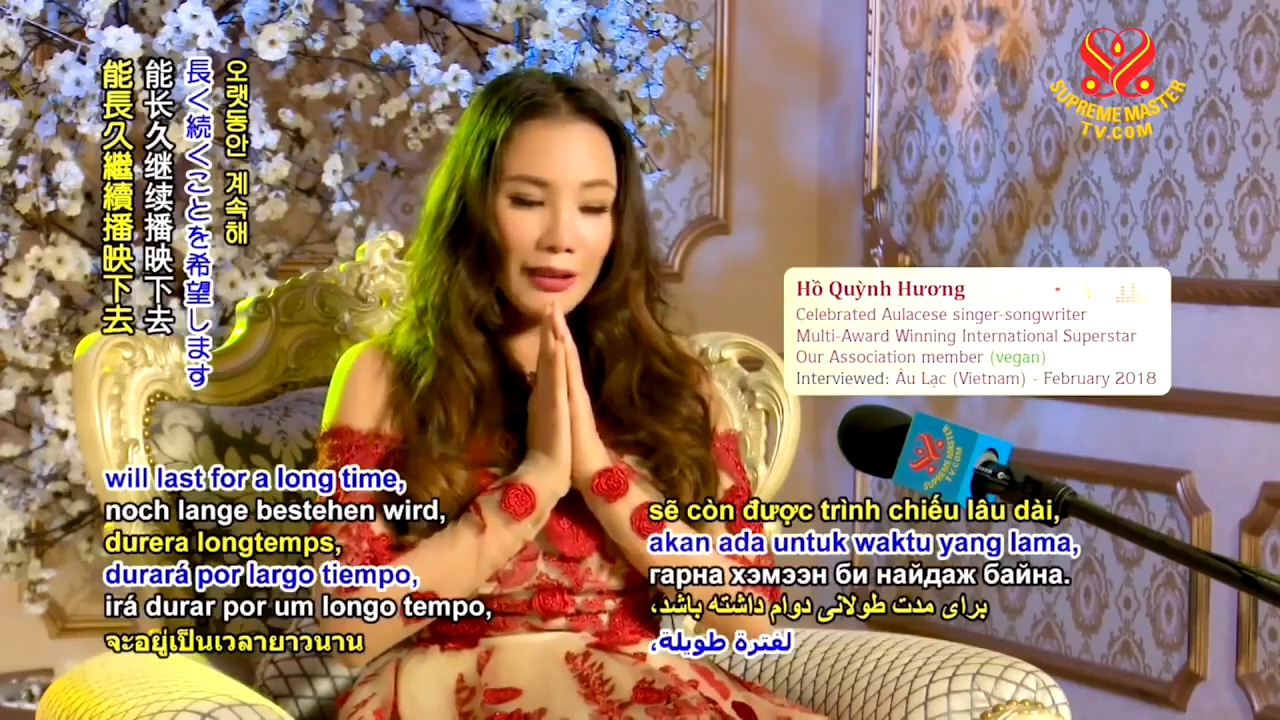 能長久繼續播映下去
能长久继续播映下去
長く続くことを希望します
오랫동안 계속해
SUPREME MASTER
TV.COM
Hồ Quỳnh Hương
Celebrated Aulacese singer-songwriter
Multi-Award Winning International Superstar
Our Association member (vegan)
Interviewed: Âu Lạc (Vietnam) - February 2018
SUPREME MASTER
TV.COM
will last for a long time,
noch lange bestehen wird,
durera longtemps,
durará por largo tiempo,
irá durar por um longo tempo,
จะอยู่เป็นเวลายาวนาน
sẽ còn được trình chiếu lâu dài,
akan ada untuk waktu yang lama,
гарна хэмээн би найдаж байна.
برای مدت طولانی دوام داشته باشد،
لفترة طويلة،